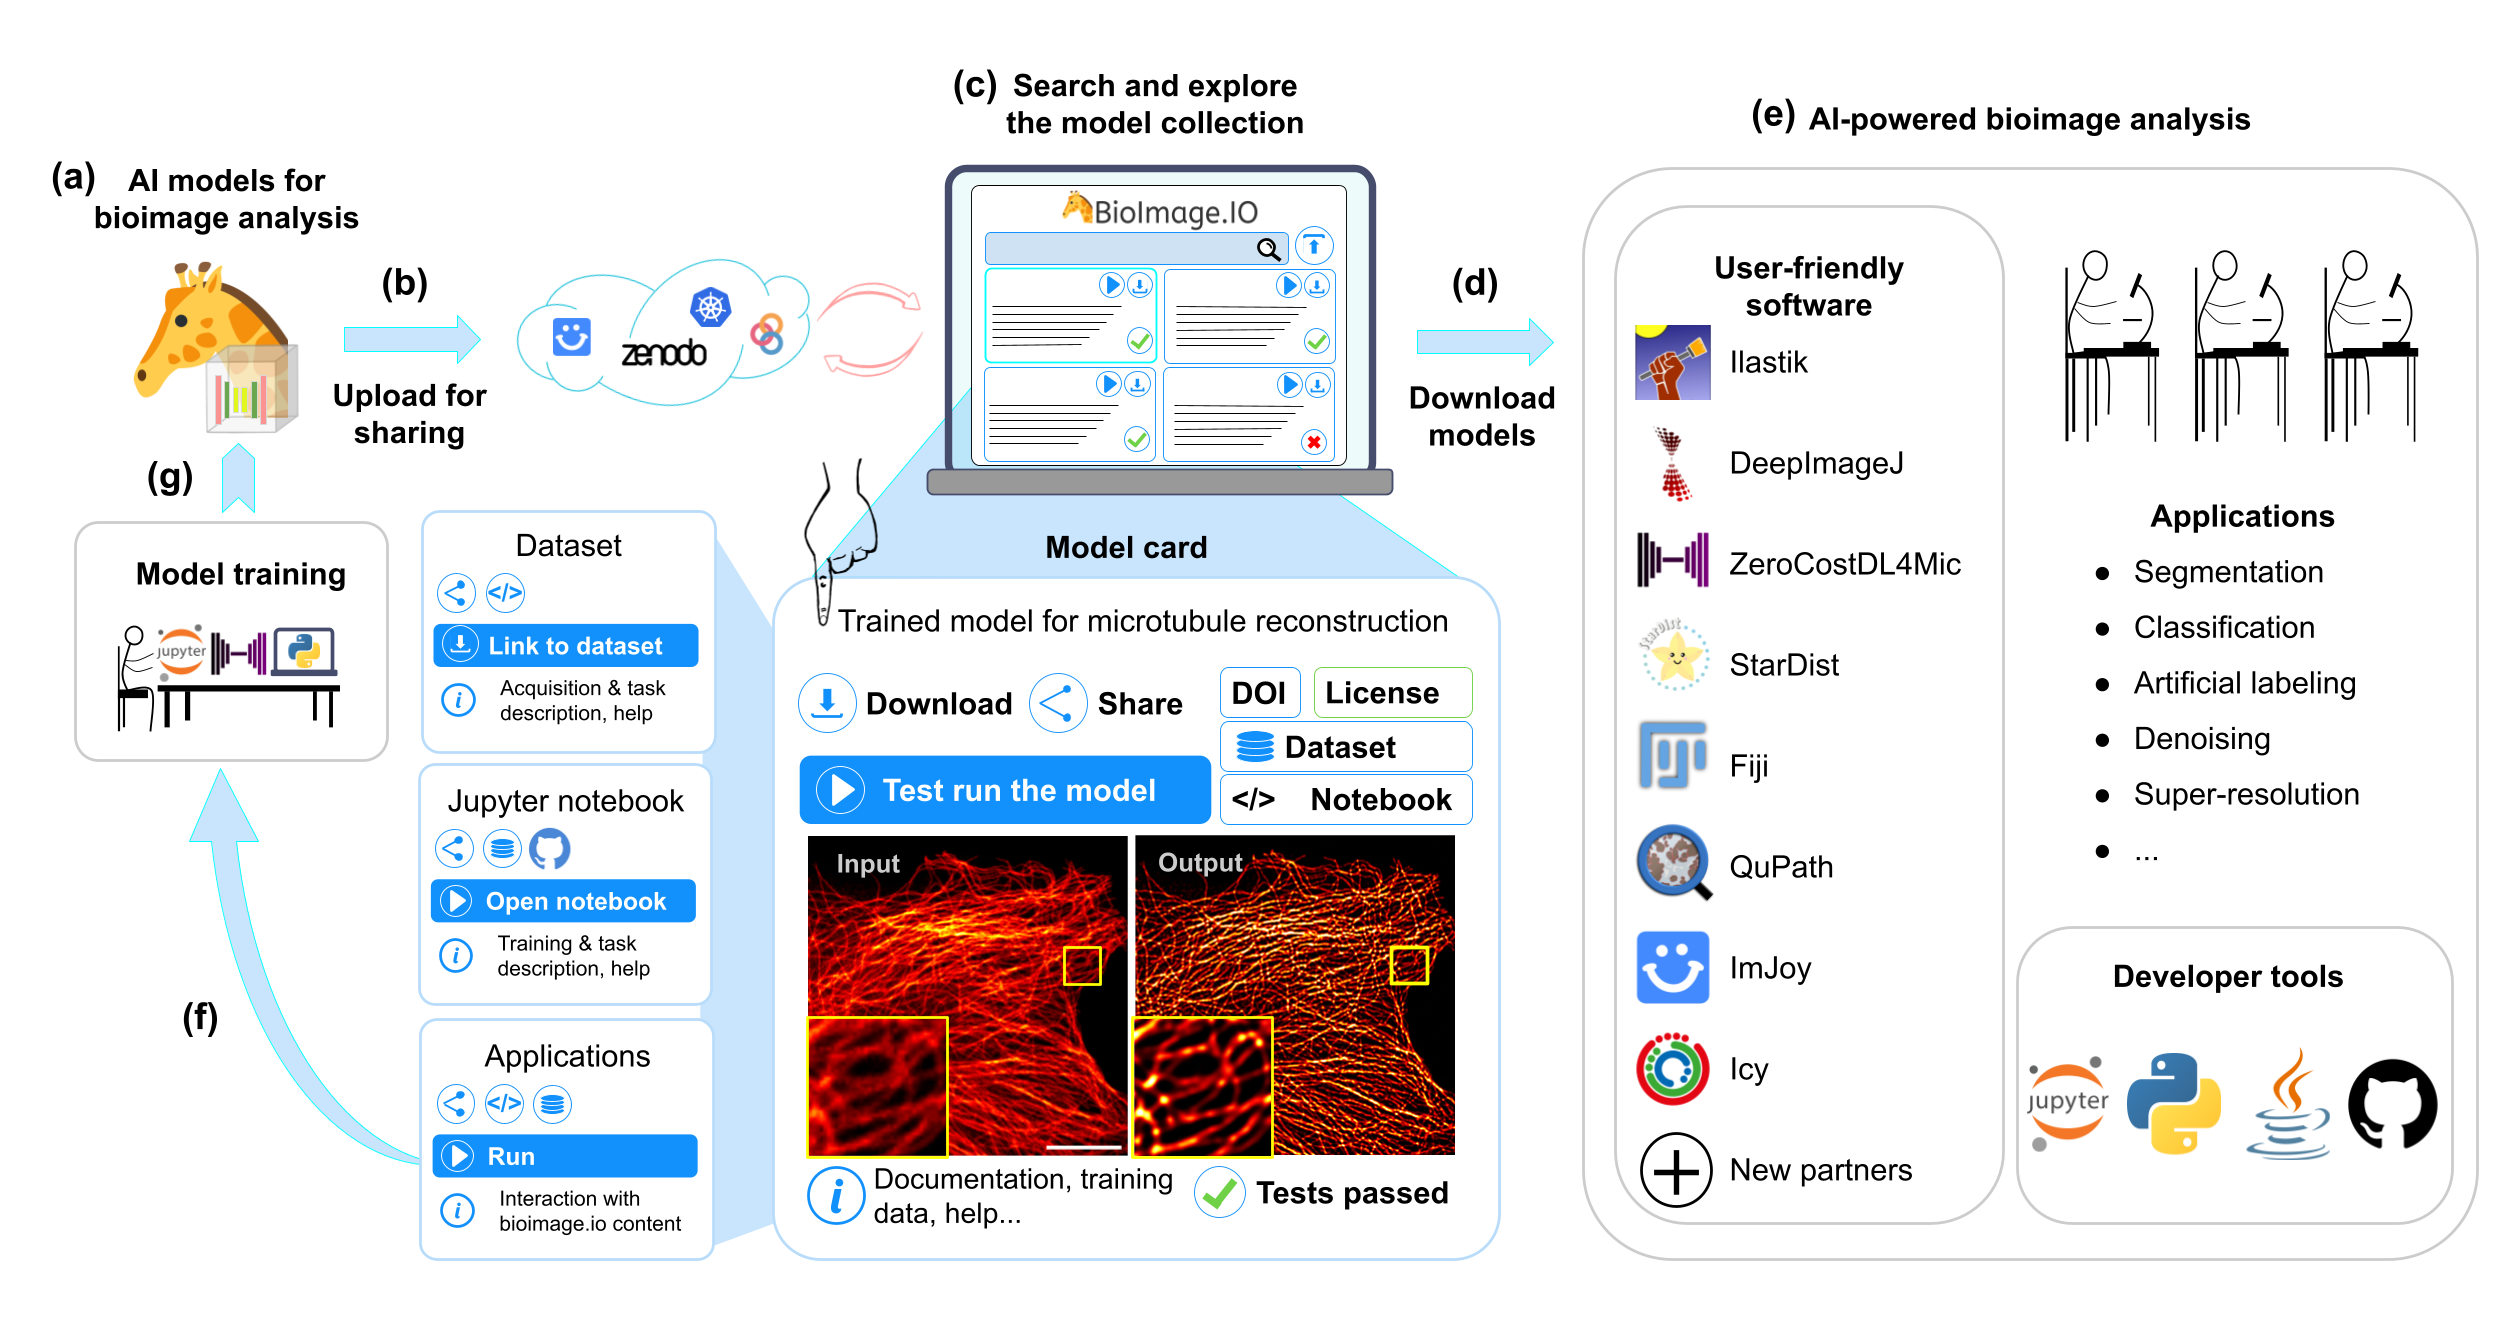 (a) AI models for
bioimage analysis
(b)
Upload for
sharing
zenodo
(c) Search and explore
the model collection
BioImage.IO
(d)
Download
models
(e) AI-powered bioimage analysis
User-friendly
software
Ilastik
DeepImageJ
ZeroCostDL4Mic
StarDist
StarDist
Fiji
QuPath
ImJoy
Icy
New partners
Applications
● Segmentation
● Classification
● Artificial labeling
● Denoising
● Super-resolution
● ...
Developer tools
jupyter
(g)
Model training
jupyter
(f)
Dataset
</>
Link to dataset
i Acquisition & task
description, help
Jupyter notebook
Open notebook
i Training & task
description, help
Applications
</>
Run
i Interaction with
bioimage.io content
Model card
Trained model for microtubule reconstruction
Download Share
DOI License
Dataset
</> Notebook
Test run the model
Input
Output
i Documentation, training
data, help...
Tests passed